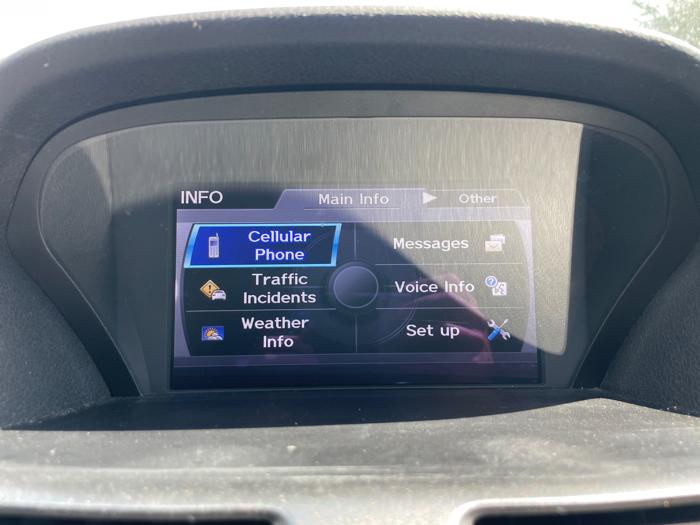 INFO
Main Info
Other
Cellular
Phone
Messages
Traffic
Incidents
Voice Info
Weather
Info
Set up